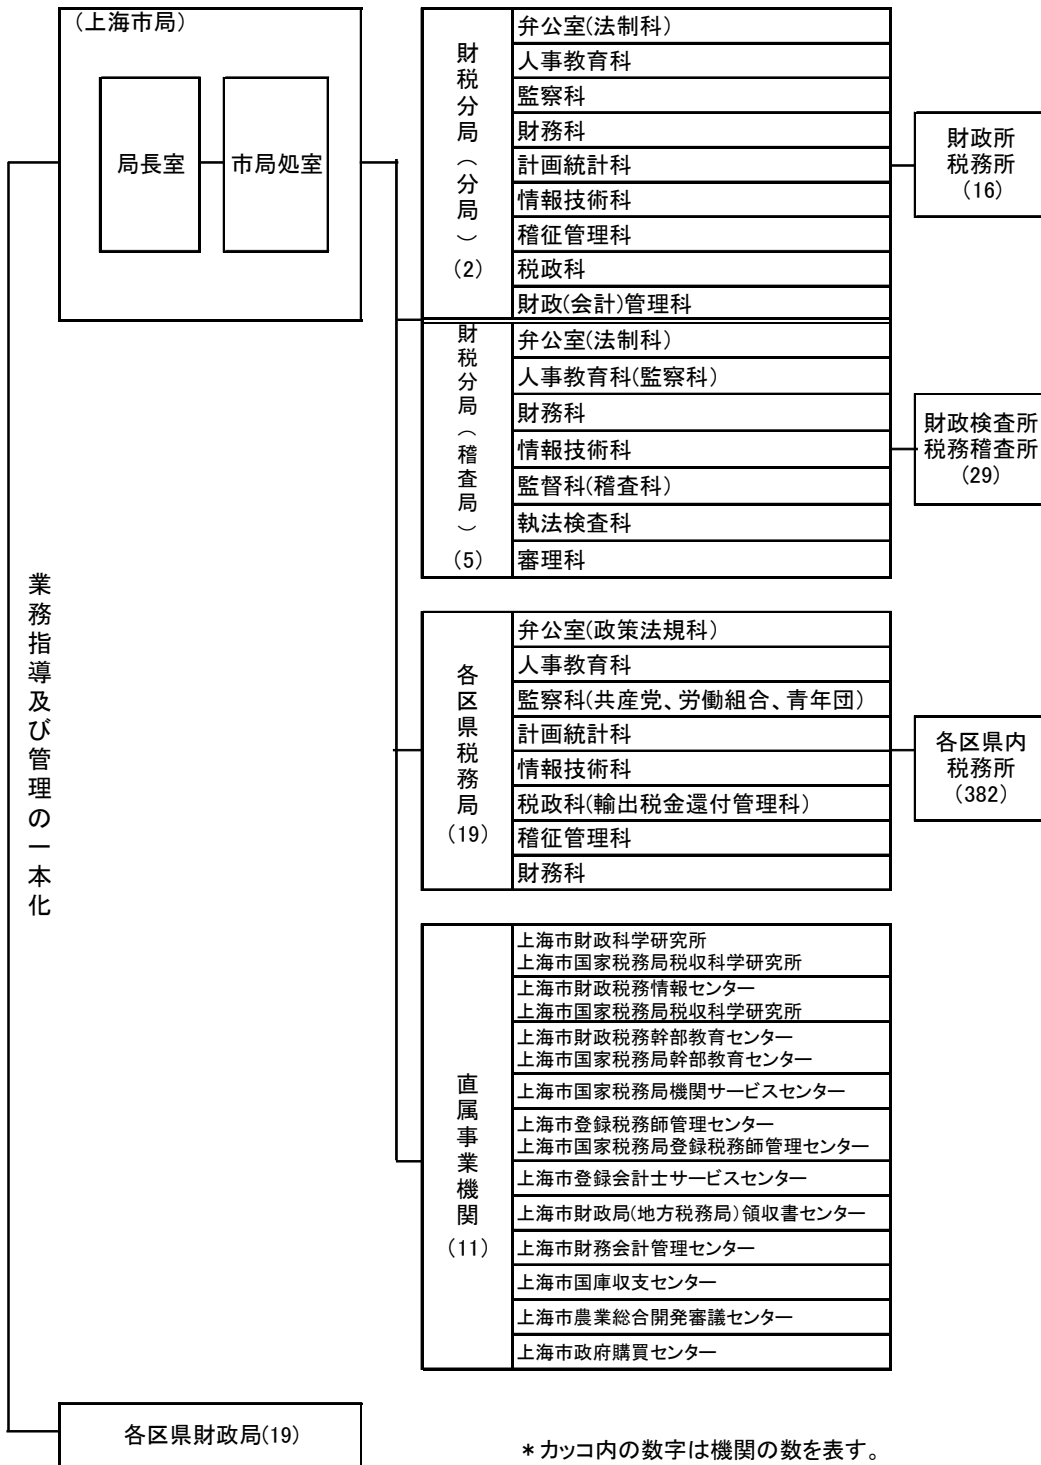 （上海市局）
局長室
市局処室
業務指導及び管理の一本化
財税分局（分局）
（2）
弁公室(法制科）
人事教育科
監察科
財務科
計画統計科
情報技術科
稽征管理科
税政科
財政(会計)管理科
財政所
税務所
（16）
財税分局（稽査局）
（5）
弁公室(法制科）
人事教育科(監察科）
財務科
情報技術科
監督科(稽査科）
執法検査科
審理科
財政検査所
税務稽査所
（29）
各区県税務局
（19）
弁公室(政策法規科）
人事教育科
監察科(共産党、労働組合、青年団）
計画統計科
情報技術科
税政科(輸出税金還付管理科）
稽征管理科
財務科
各区県内
税務所
（382）
直属事業機関
（11）
上海市財政科学研究所
上海市国家税務局税収科学研究所
上海市財政税務情報センター
上海市国家税務局税収科学研究所
上海市財政税務幹部教育センター
上海市国家税務局幹部教育センター
上海市国家税務局機関サービスセンター
上海市登録税務師管理センター
上海市国家税務局登録税務師管理センター
上海市登録会計士サービスセンター
上海市財政局(地方税務局）領収書センター
上海市財務会計管理センター
上海市国庫収支センター
上海市農業総合開発審議センター
上海市政府購買センター
各区県財政局(19）
＊カッコ内の数字は機関の数を表す。